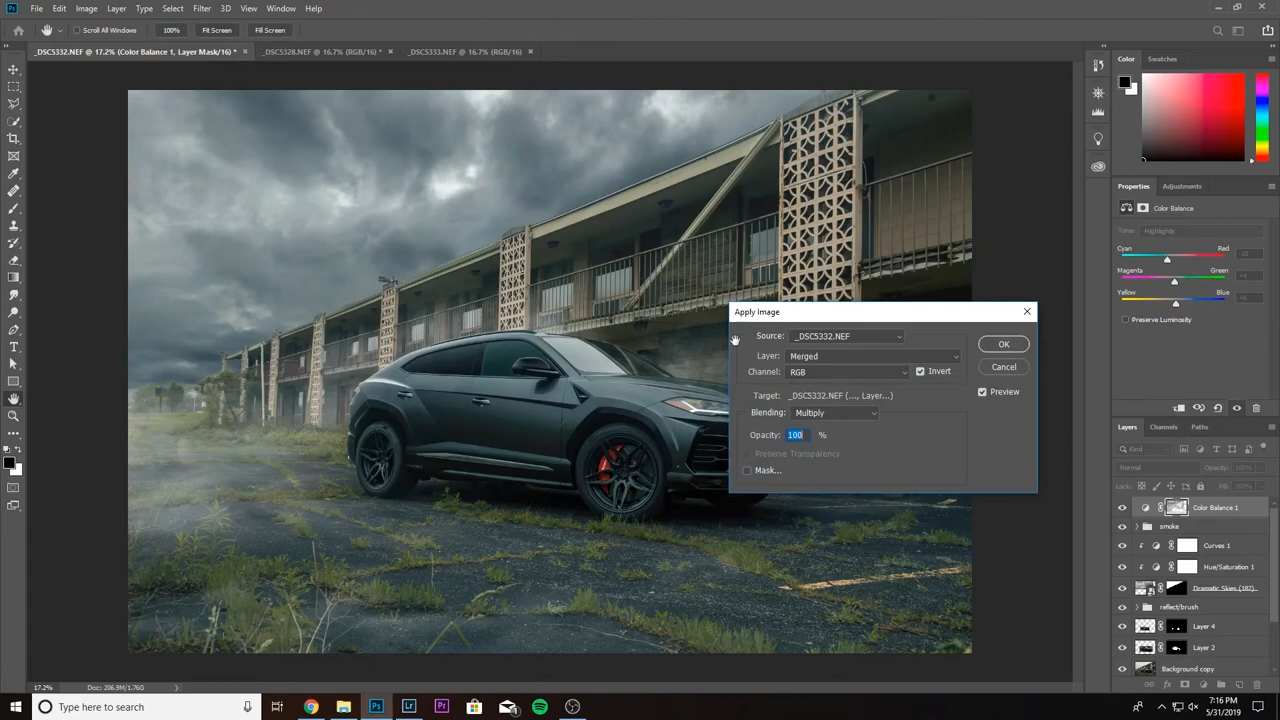 File Edit Image Layer Type Select Filter 3D View Window Help
Scroll All Windows 100% Fit Screen Fill Screen
_DSC5332.NEF @ 17.2% (Color Balance 1, Layer Mask/16) * × _DSC5328.NEF @ 16.7% (RGB/16) * × _DSC5333.NEF @ 16.7% (RGB/16) ×
Color Swatches
Properties Adjustments
Color Balance
Tone: Highlights
Cyan Red
Magenta Green
Yellow Blue
Preserve Luminosity
Apply Image
Source: _DSC5332.NEF
OK
Layer: Merged
Cancel
Channel: RGB Invert
Preview
Target: _DSC5332.NEF (..., Layer...)
Blending: Multiply
Opacity: 100 %
Preserve Transparency
Mask...
Layers Channels Paths
Kind
Normal Opacity: 100%
Lock: Fill: 100%
Color Balance 1
smoke
Curves 1
Hue/Saturation 1
Dramatic Skies (182)...
reflect/brush
Layer 4
Layer 2
Background copy
17.2% Doc: 206.9M/1.76G
Type here to search
7:16 PM
5/31/2019